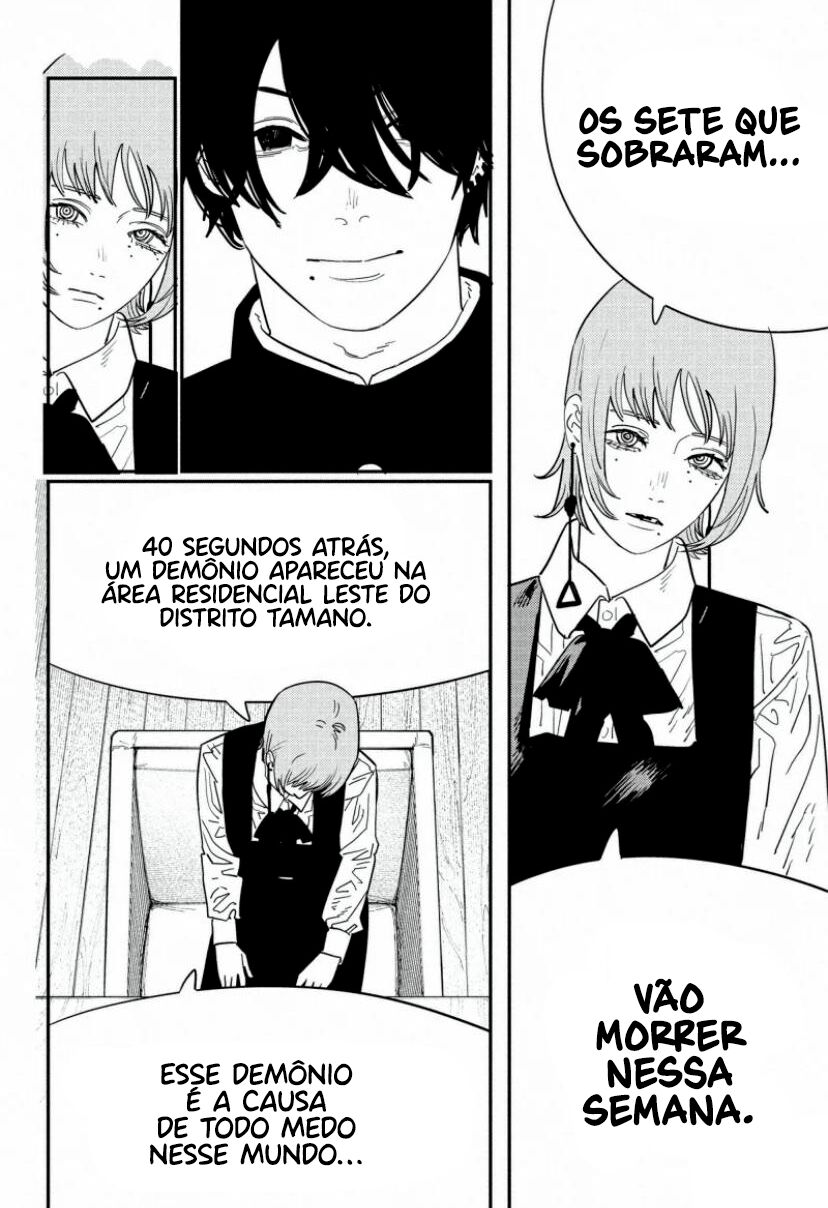 OS SETE QUE
SOBRARAM...
VÃO
MORRER
NESSA
SEMANA.
40 SEGUNDOS ATRÁS,
UM DEMÔNIO APARECEU NA
ÁREA RESIDENCIAL LESTE DO
DISTRITO TAMANO.
ESSE DEMÔNIO
É A CAUSA
DE TODO MEDO
NESSE MUNDO...